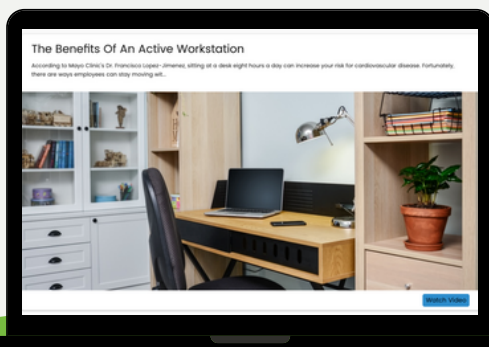 The Benefits Of An Active Workstation
According to Mayo Clinic's Dr. Francisco Lopez-Jimenez, sitting at a desk eight hours a day can increase your risk for cardiovascular disease. Fortunately,
there are ways employees can stay moving wit...
Watch Video